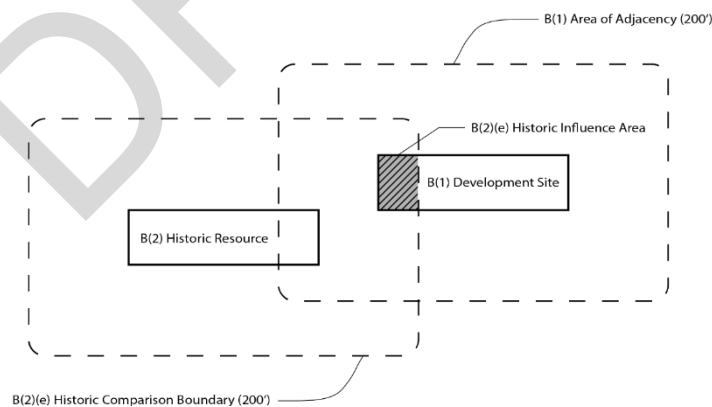 DR
B(1) Area of Adjacency (200')
B(2)(e) Historic Influence Area
B(1) Development Site
B(2) Historic Resource
B(2)(e) Historic Comparison Boundary (200')